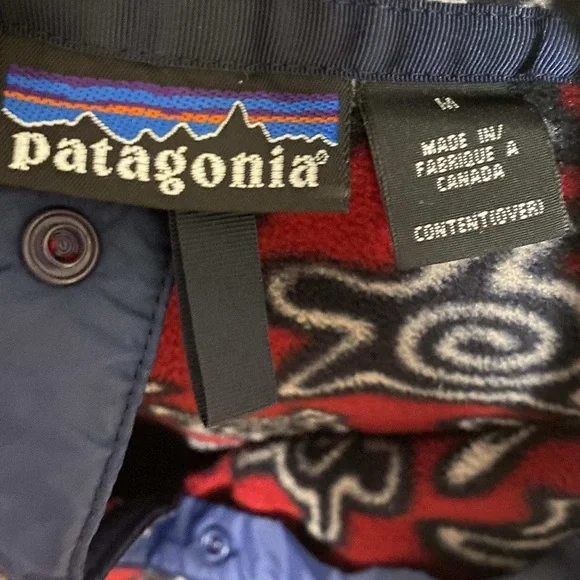 patagonia®
M
MADE IN/
FABRIQUE A
CANADA
CONTENT(OVER)